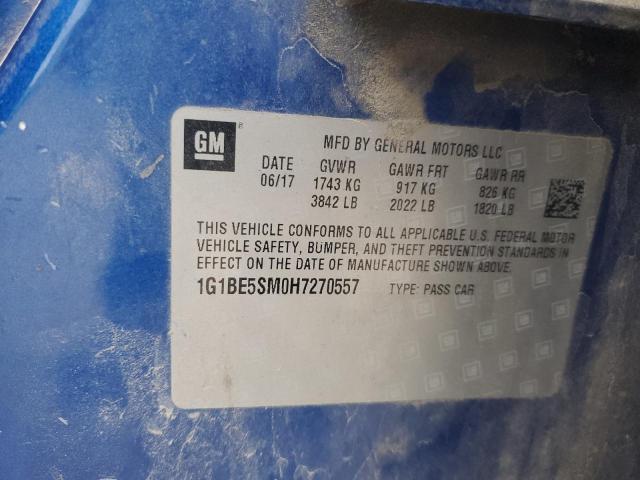 GM®
MFD BY GENERAL MOTORS LLC
DATE GVWR GAWR FRT GAWR RR
06/17 1743 KG 917 KG 826 KG
3842 LB 2022 LB 1820 LB
THIS VEHICLE CONFORMS TO ALL APPLICABLE U.S. FEDERAL MOTOR
VEHICLE SAFETY, BUMPER, AND THEFT PREVENTION STANDARDS IN
EFFECT ON THE DATE OF MANUFACTURE SHOWN ABOVE.
1G1BE5SM0H7270557 TYPE: PASS CAR